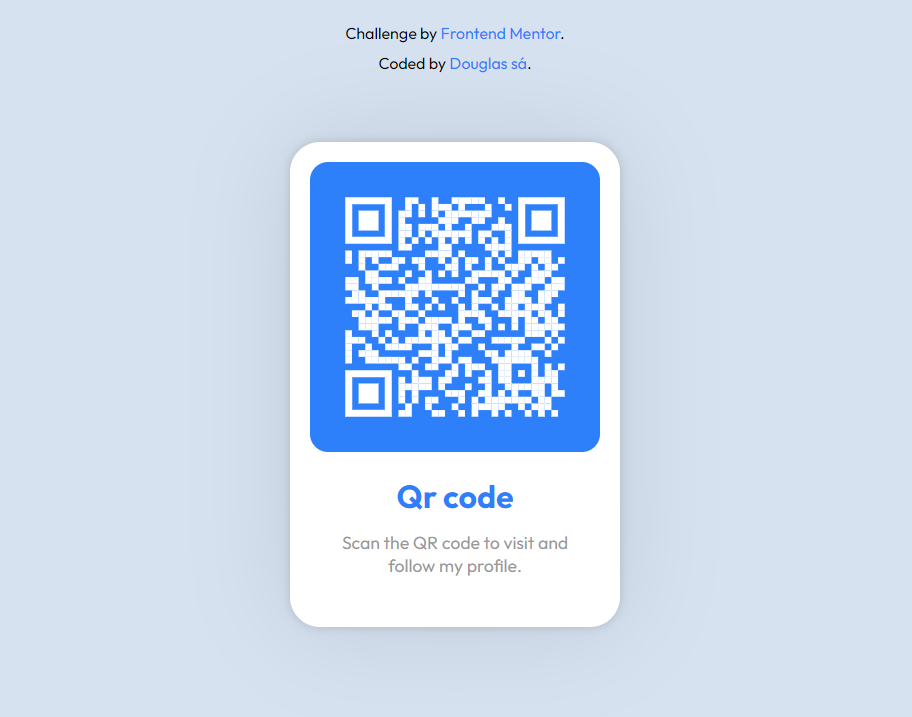 Challenge by Frontend Mentor.
Coded by Douglas sá.
Qr code
Scan the QR code to visit and
follow my profile.